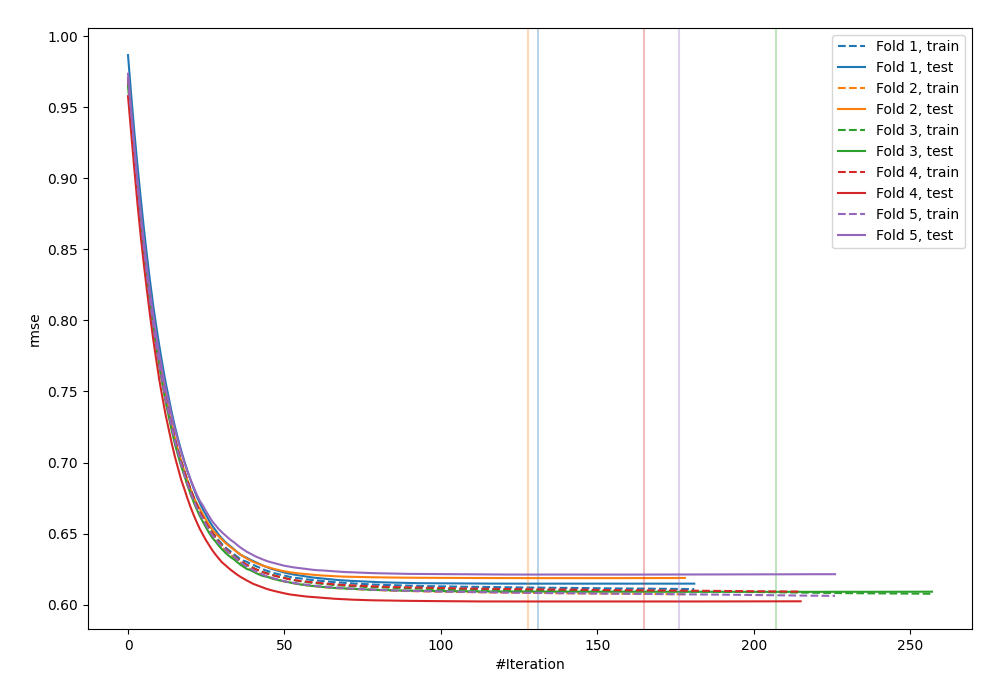 1.00
0.95
0.90
0.85
0.80
0.75
0.70
0.65
0.60
rmse
0
50
100
150
200
250
#Iteration
Fold 1, train
Fold 1, test
Fold 2, train
Fold 2, test
Fold 3, train
Fold 3, test
Fold 4, train
Fold 4, test
Fold 5, train
Fold 5, test